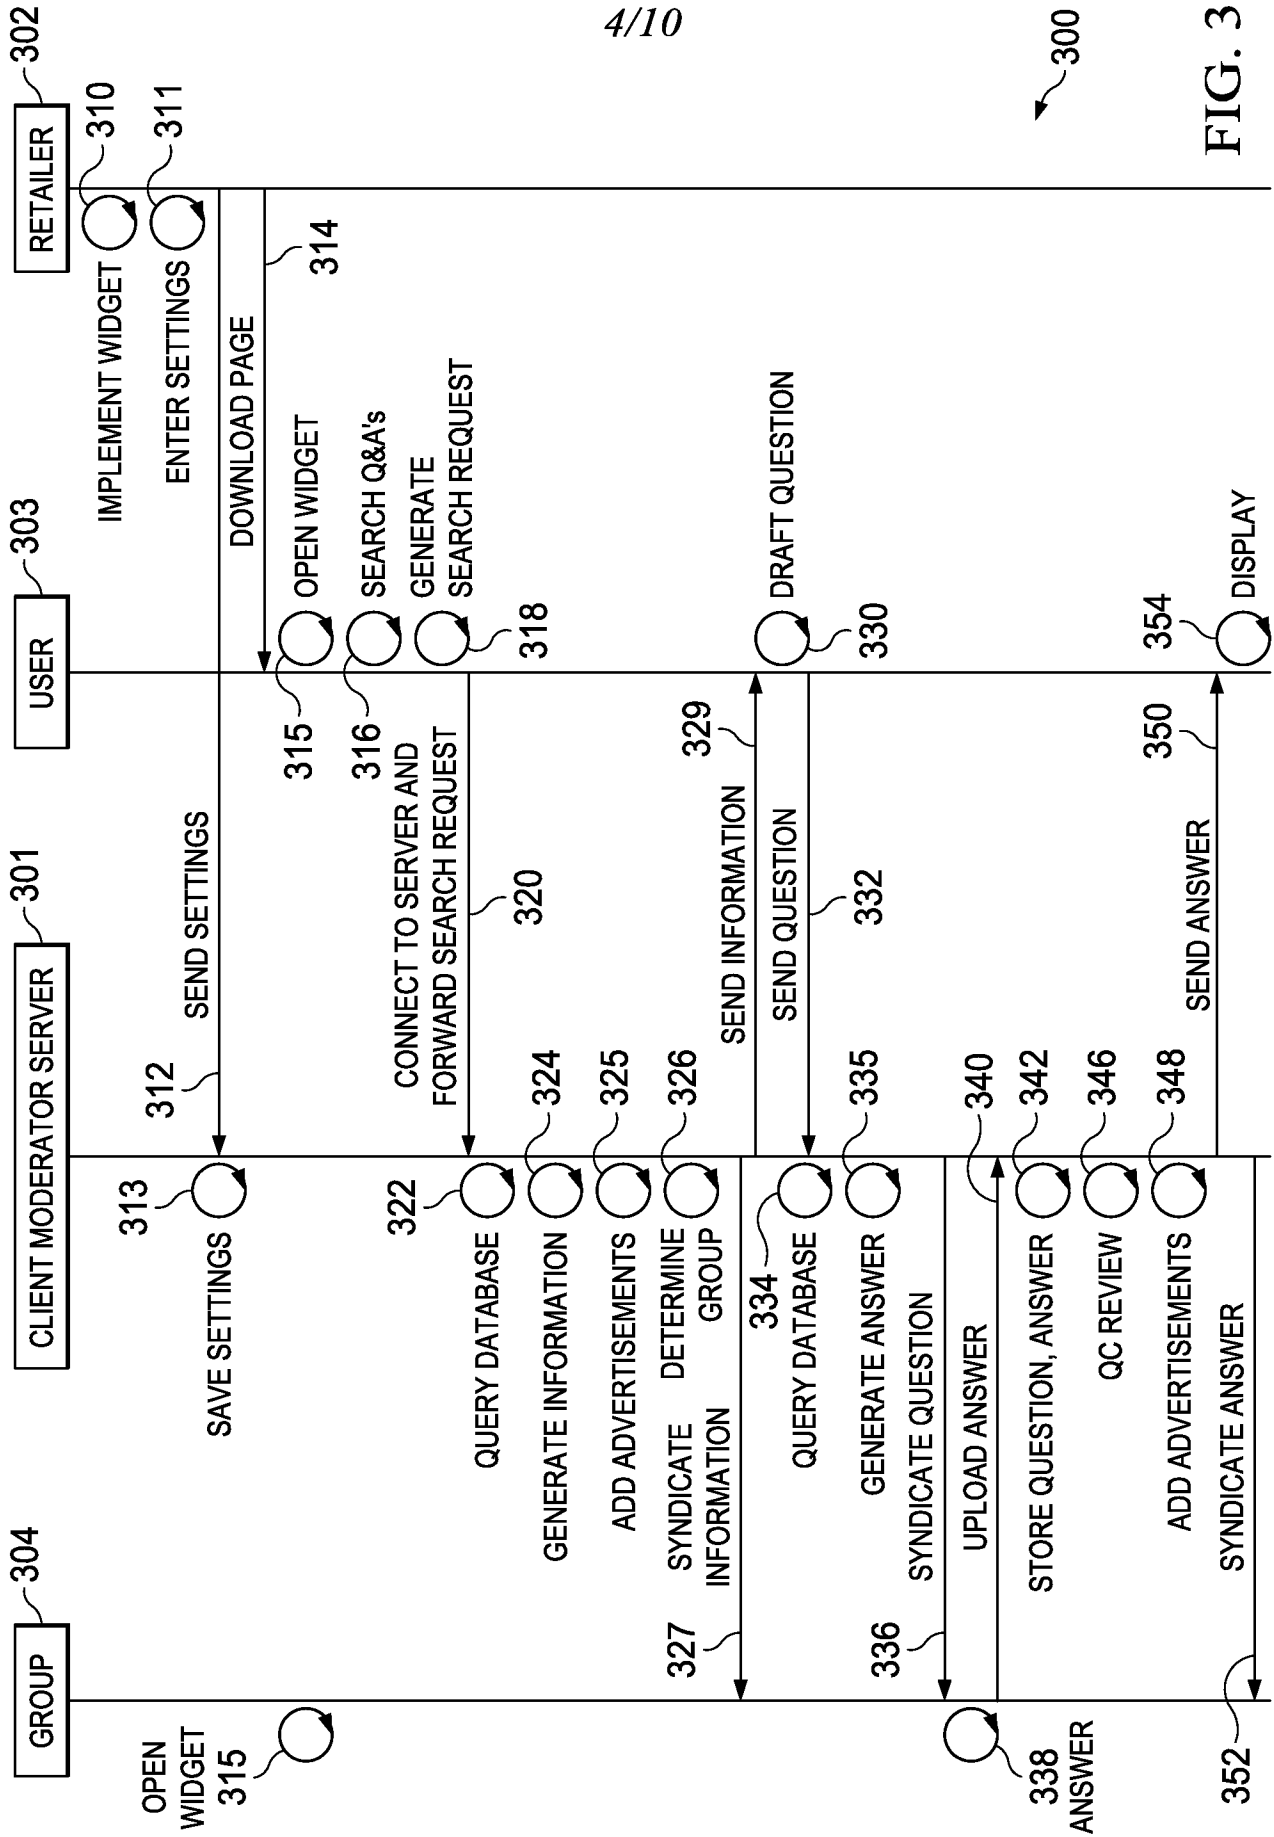 4/10
GROUP
304
CLIENT MODERATOR SERVER
301
USER
303
RETAILER
302
IMPLEMENT WIDGET
310
ENTER SETTINGS
311
SEND SETTINGS
312
SAVE SETTINGS
313
DOWNLOAD PAGE
314
OPEN
WIDGET
315
OPEN WIDGET
315
SEARCH Q&A's
316
GENERATE
SEARCH REQUEST
318
CONNECT TO SERVER AND
FORWARD SEARCH REQUEST
320
QUERY DATABASE
322
GENERATE INFORMATION
324
ADD ADVERTISEMENTS
325
DETERMINE
GROUP
326
SYNDICATE
INFORMATION
327
SEND INFORMATION
329
DRAFT QUESTION
330
SEND QUESTION
332
QUERY DATABASE
334
GENERATE ANSWER
335
SYNDICATE QUESTION
336
338
ANSWER
UPLOAD ANSWER
340
STORE QUESTION, ANSWER
342
QC REVIEW
346
ADD ADVERTISEMENTS
348
SEND ANSWER
350
SYNDICATE ANSWER
352
354
DISPLAY
300
FIG. 3